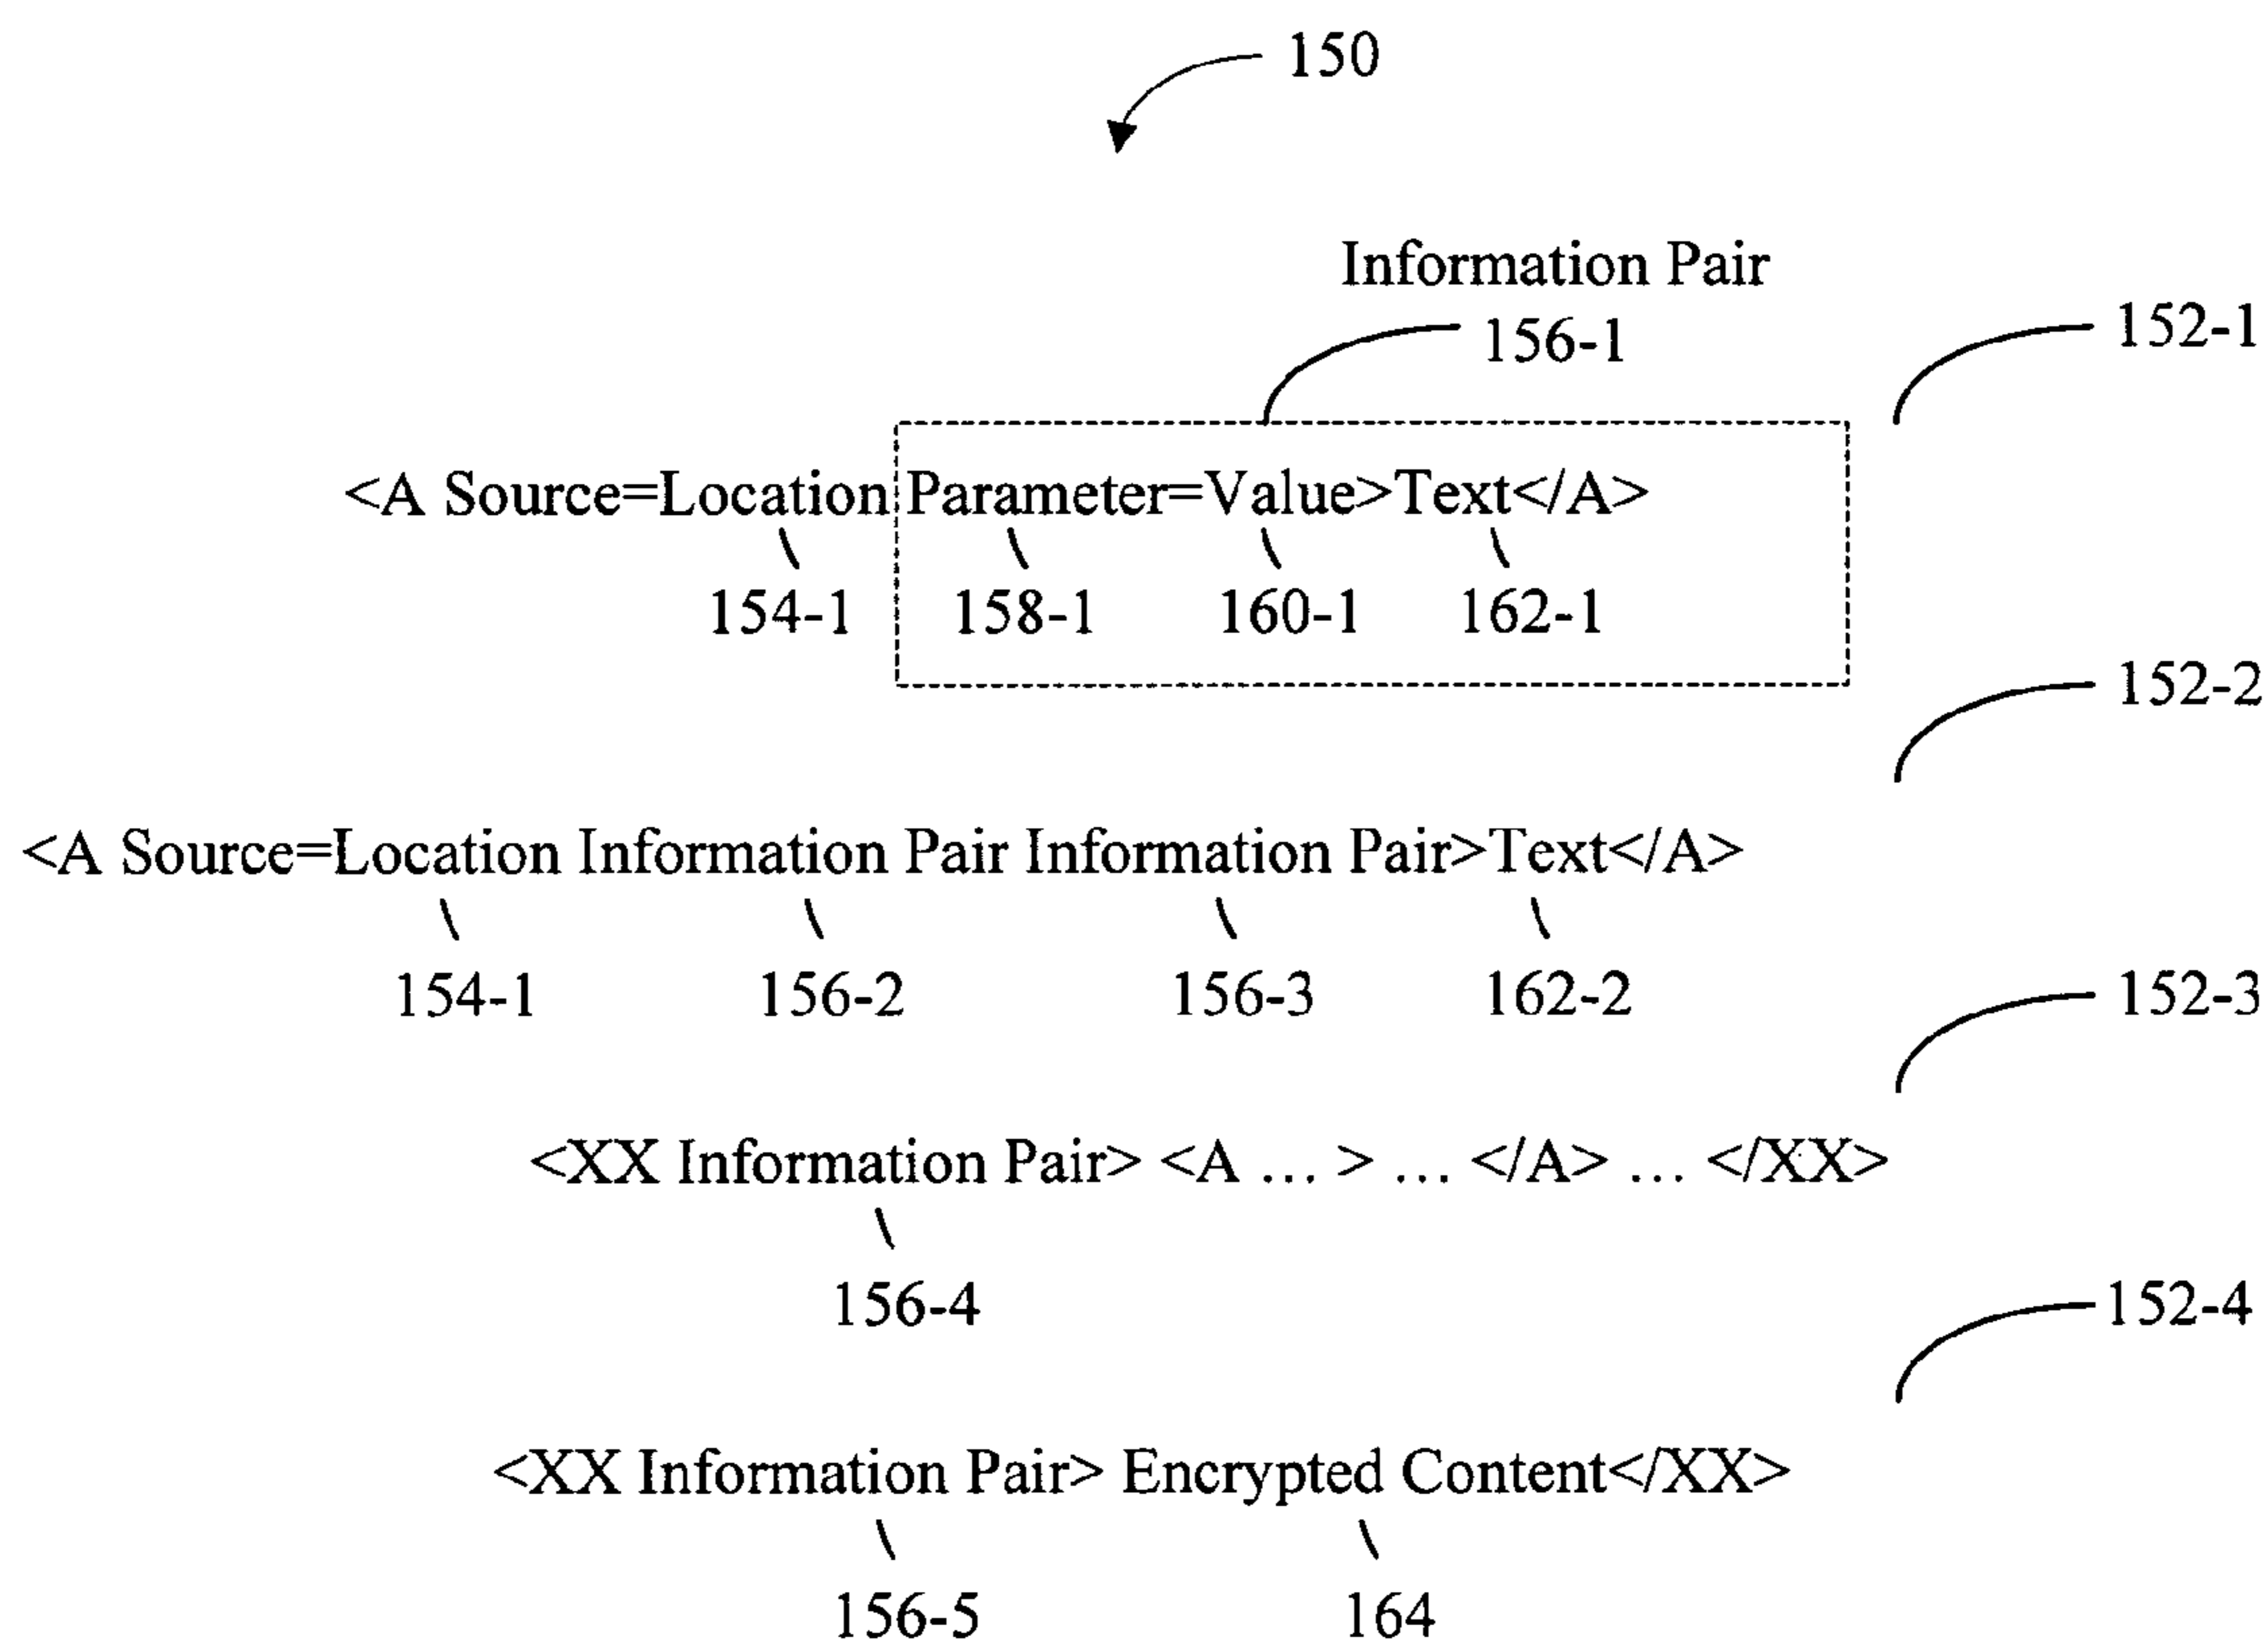 150
Information Pair
156-1
152-1
<A Source=Location Parameter=Value>Text</A>
154-1 158-1 160-1 162-1
152-2
<A Source=Location Information Pair Information Pair>Text</A>
154-1 156-2 156-3 162-2
152-3
<XX Information Pair> <A ... > ... </A> ... </XX>
156-4
152-4
<XX Information Pair> Encrypted Content</XX>
156-5 164